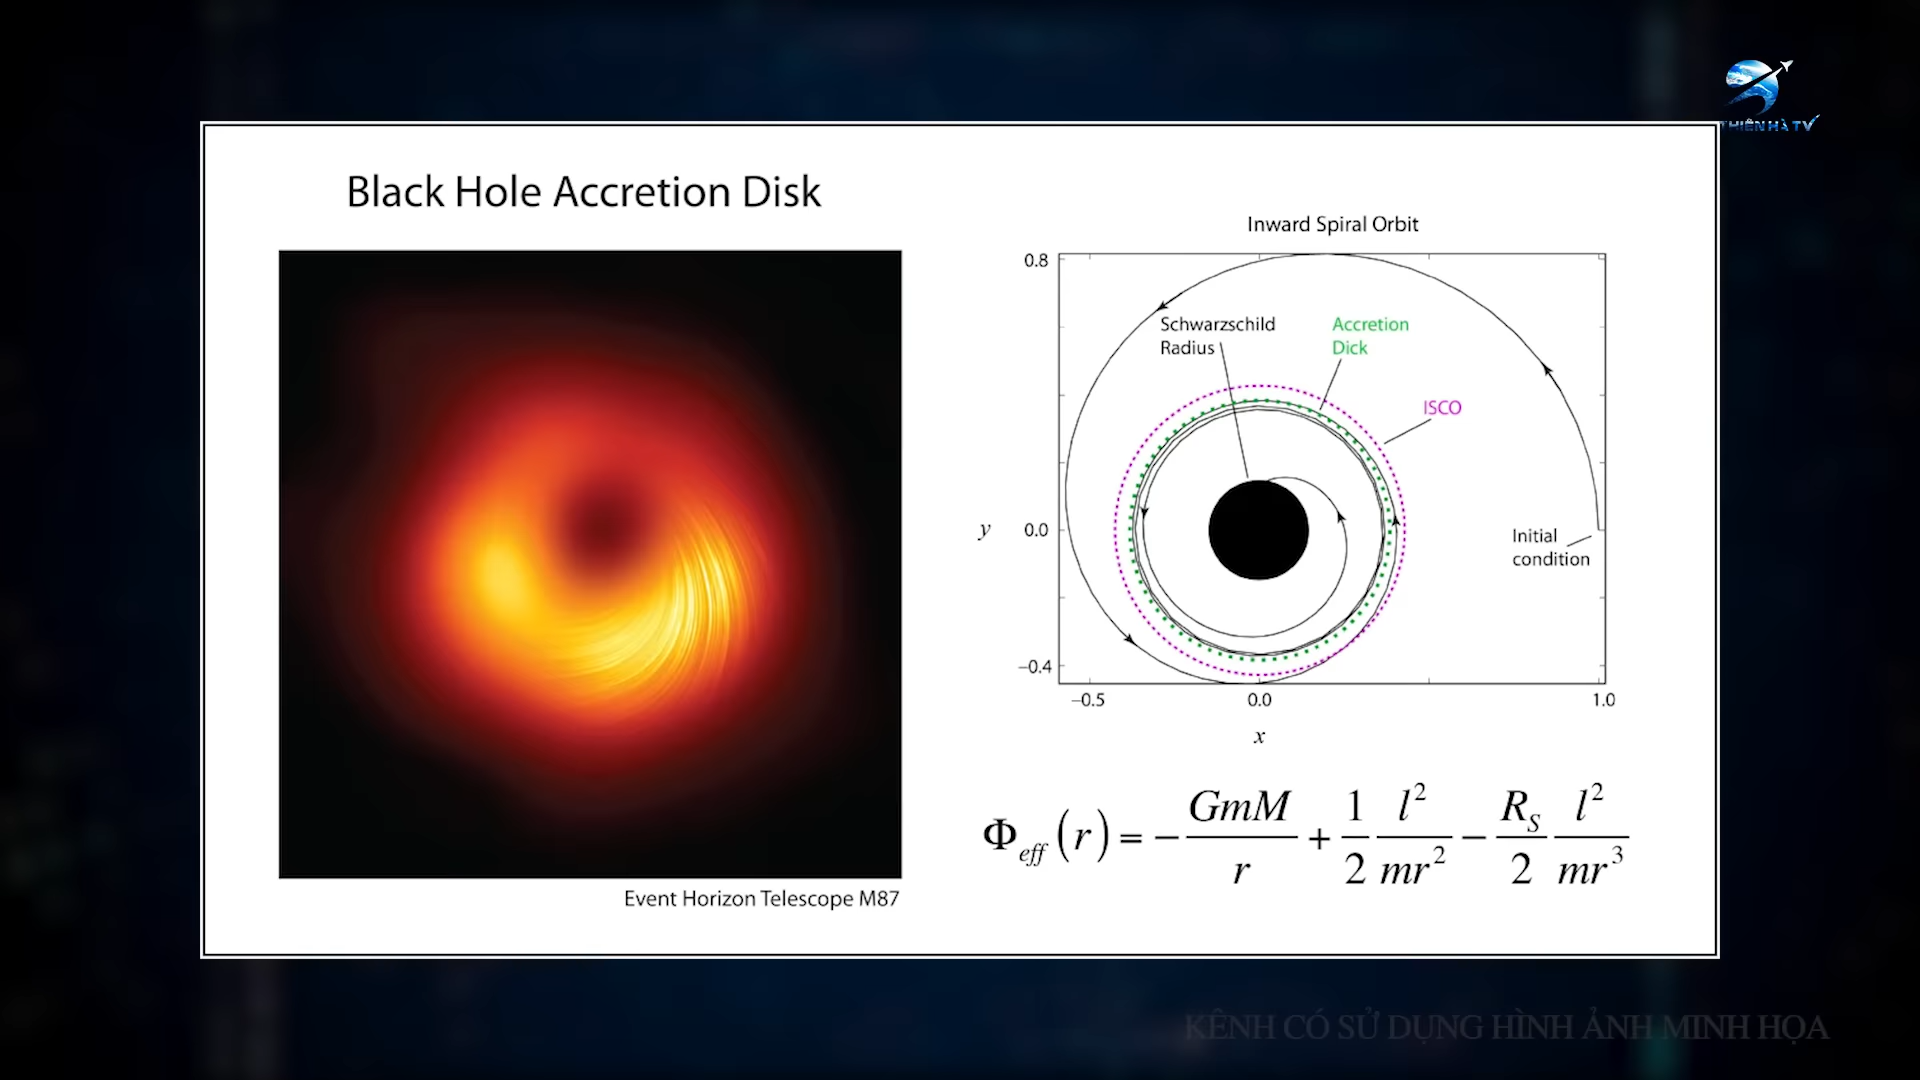 THIÊN HÀ TV
Black Hole Accretion Disk
Event Horizon Telescope M87
Inward Spiral Orbit
0.8
0.0
−0.4
y
−0.5
0.0
1.0
x
Schwarzschild
Radius
Accretion
Dick
ISCO
Initial
condition
Φ_eff (r) = − GmM/r + 1/2 l²/mr² − R_S/2 l²/mr³
KÊNH CÓ SỬ DỤNG HÌNH ẢNH MINH HỌA